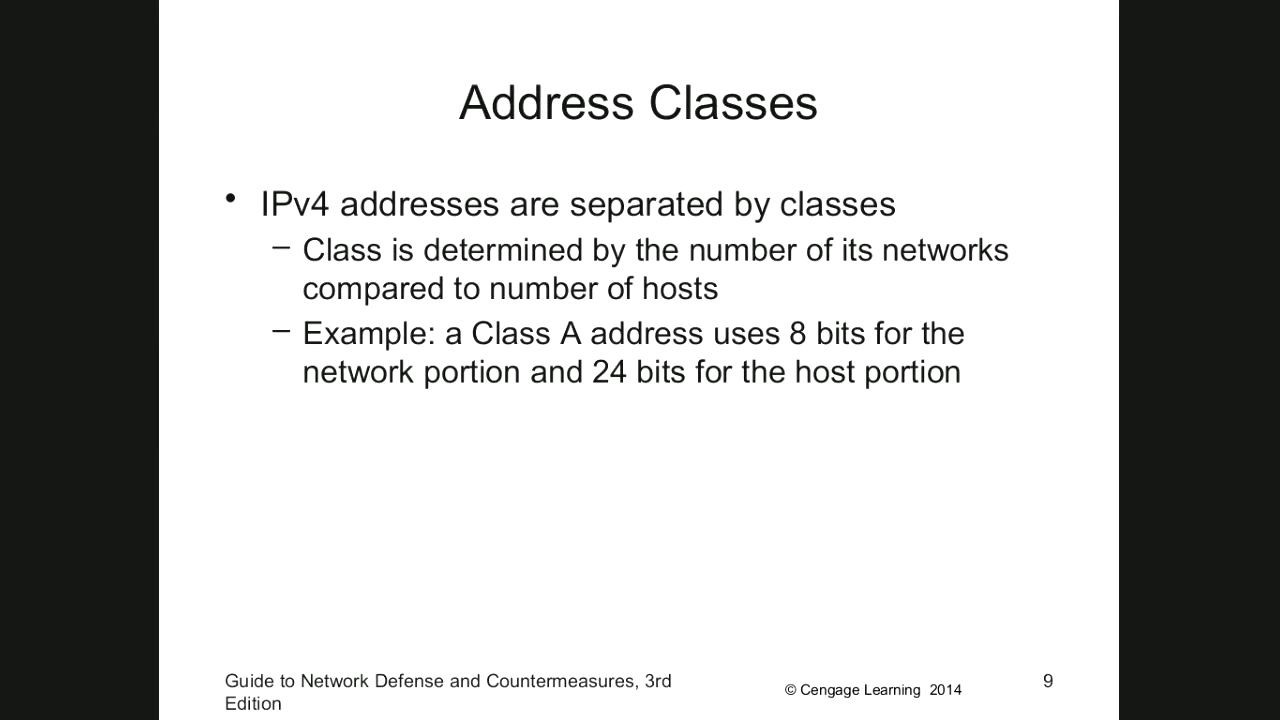 Address Classes
• IPv4 addresses are separated by classes
– Class is determined by the number of its networks
compared to number of hosts
– Example: a Class A address uses 8 bits for the
network portion and 24 bits for the host portion
Guide to Network Defense and Countermeasures, 3rd
Edition
© Cengage Learning 2014
9